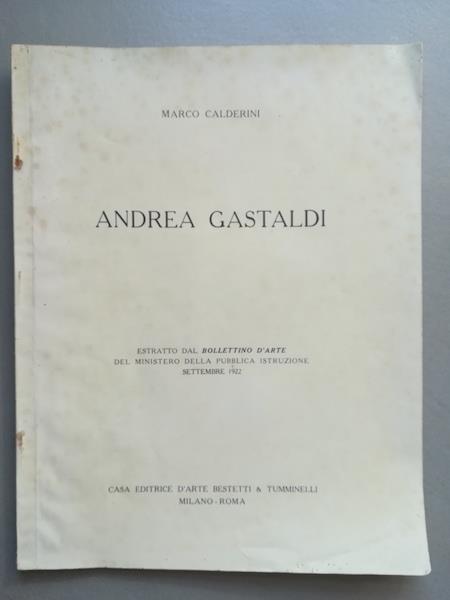 MARCO CALDERINI
ANDREA GASTALDI
ESTRATTO DAL BOLLETTINO D'ARTE
DEL MINISTERO DELLA PUBBLICA ISTRUZIONE
SETTEMBRE 1922
CASA EDITRICE D'ARTE BESTETTI & TUMMINELLI
MILANO-ROMA